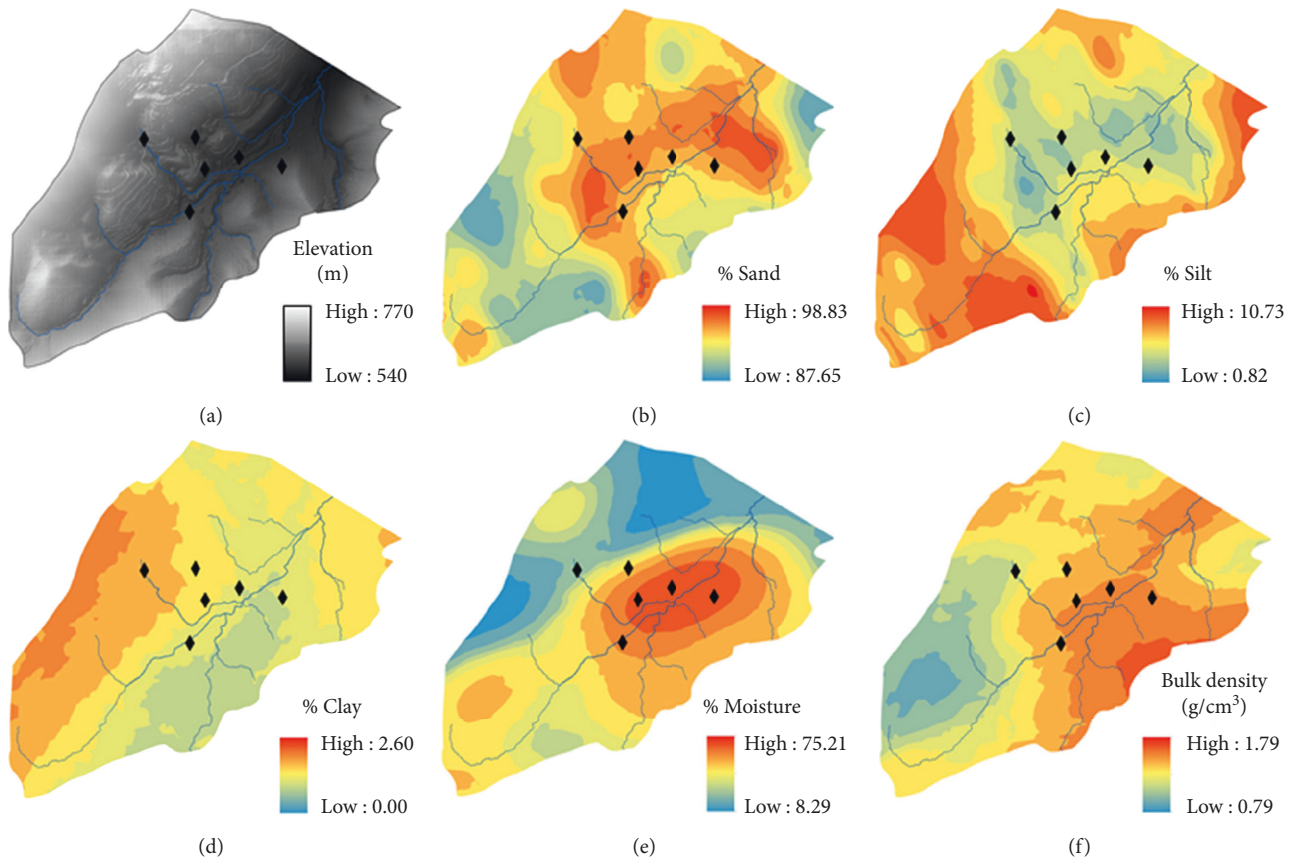 Elevation
(m)
High : 770
Low : 540
(a)
% Sand
High : 98.83
Low : 87.65
(b)
% Silt
High : 10.73
Low : 0.82
(c)
% Clay
High : 2.60
Low : 0.00
(d)
% Moisture
High : 75.21
Low : 8.29
(e)
Bulk density
(g/cm³)
High : 1.79
Low : 0.79
(f)